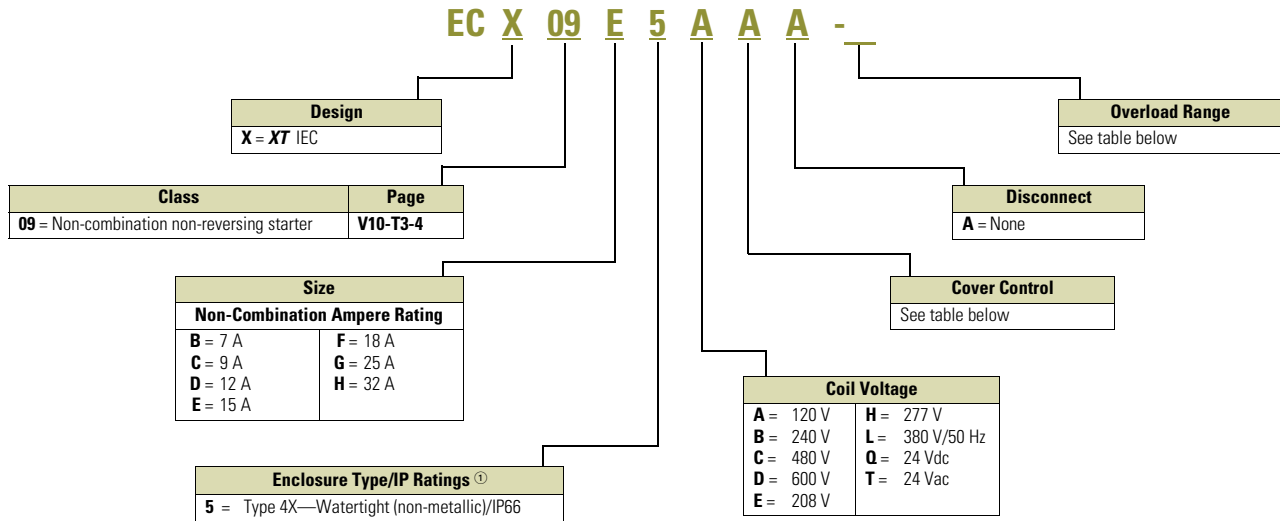 EC X 09 E 5 A A A -_
Design
X = XT IEC
Overload Range
See table below
Class Page
09 = Non-combination non-reversing starter V10-T3-4
Disconnect
A = None
Size
Non-Combination Ampere Rating
B = 7 A F = 18 A
C = 9 A G = 25 A
D = 12 A H = 32 A
E = 15 A
Cover Control
See table below
Coil Voltage
A = 120 V H = 277 V
B = 240 V L = 380 V/50 Hz
C = 480 V Q = 24 Vdc
D = 600 V T = 24 Vac
E = 208 V
Enclosure Type/IP Ratings ①
5 = Type 4X—Watertight (non-metallic)/IP66